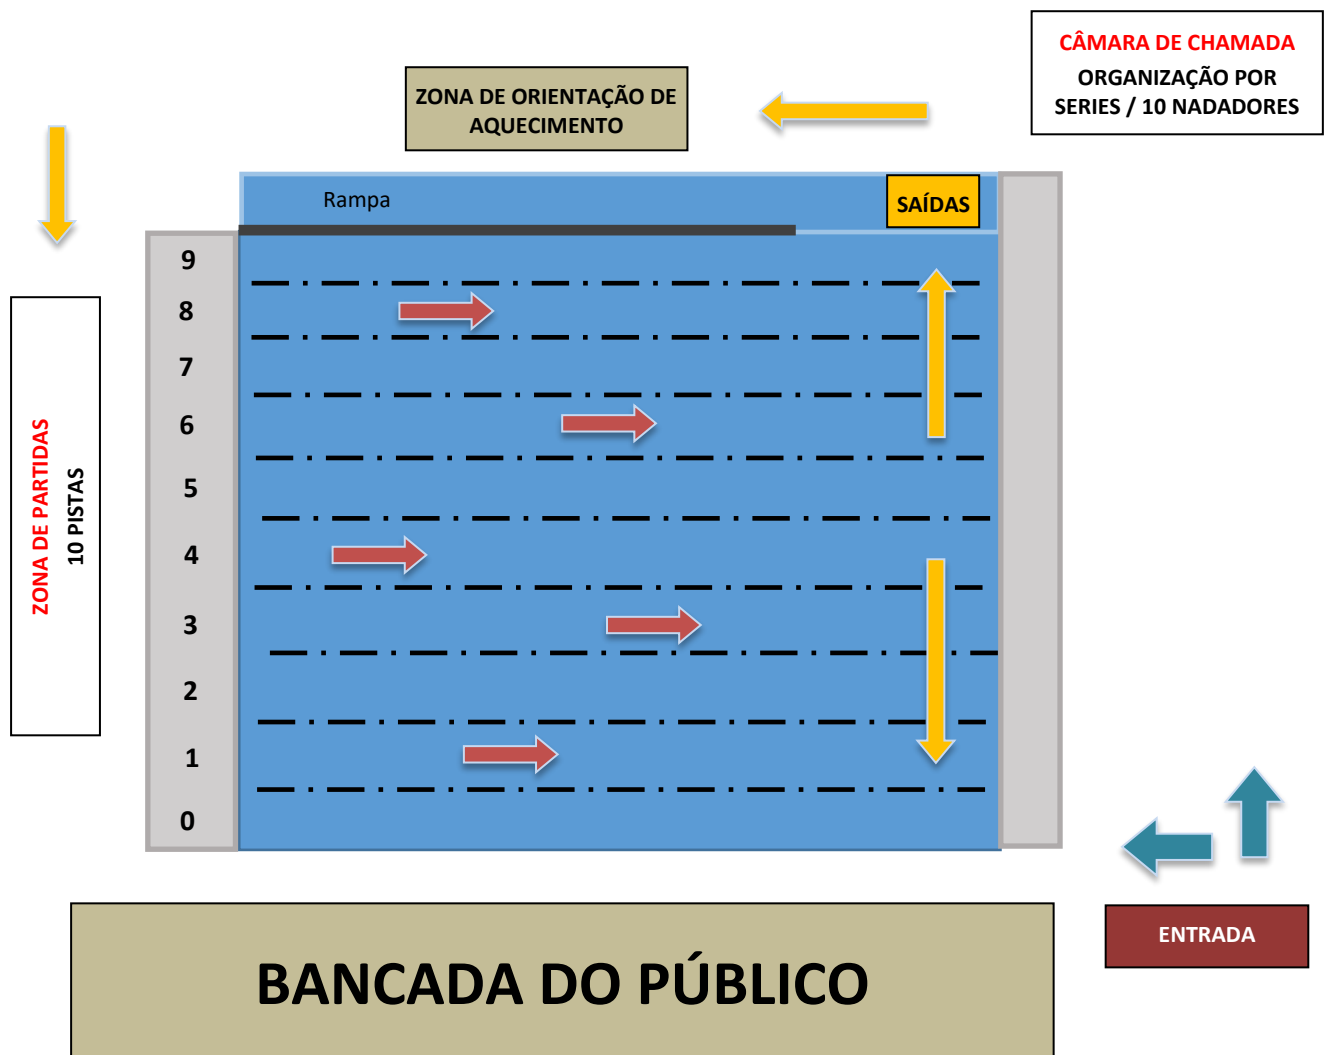 CÂMARA DE CHAMADA
ORGANIZAÇÃO POR
SERIES / 10 NADADORES
ZONA DE ORIENTAÇÃO DE
AQUECIMENTO
Rampa
SAÍDAS
9
8
7
6
5
4
3
2
1
0
ZONA DE PARTIDAS
10 PISTAS
ENTRADA
BANCADA DO PÚBLICO